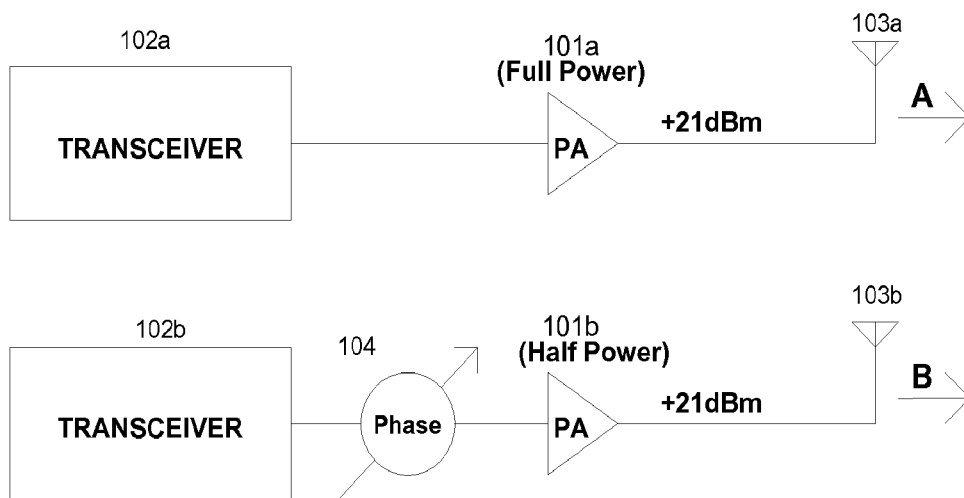 102a
TRANSCEIVER
101a
(Full Power)
PA
+21dBm
103a
A
102b
TRANSCEIVER
104
Phase
101b
(Half Power)
PA
+21dBm
103b
B